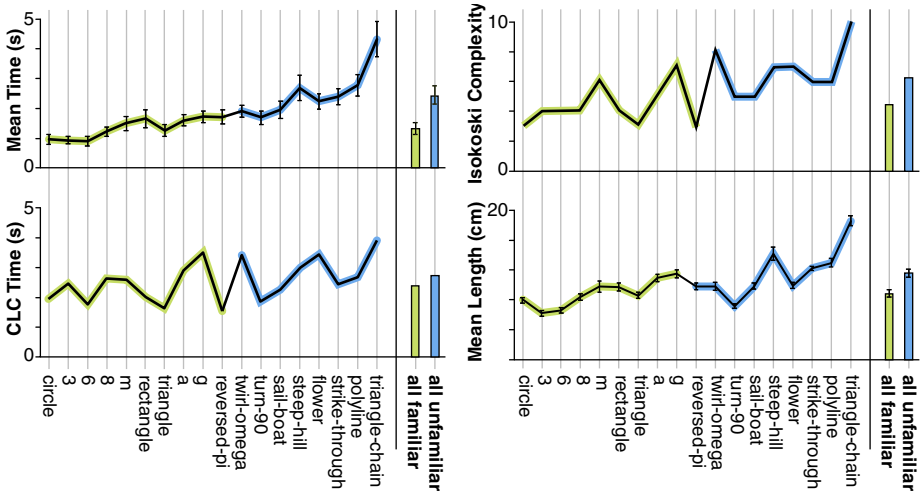 Mean Time (s)
5
0
Isokoski Complexity
10
0
CLC Time (s)
5
0
Mean Length (cm)
20
0
circle
3
6
8
m
rectangle
triangle
a
g
reversed-pi
twirl-omega
turn-90
sail-boat
steep-hill
flower
strike-through
polyline
triangle-chain
all familiar
all unfamiliar
circle
3
6
8
m
rectangle
triangle
a
g
reversed-pi
twirl-omega
turn-90
sail-boat
steep-hill
flower
strike-through
polyline
triangle-chain
all familiar
all unfamiliar